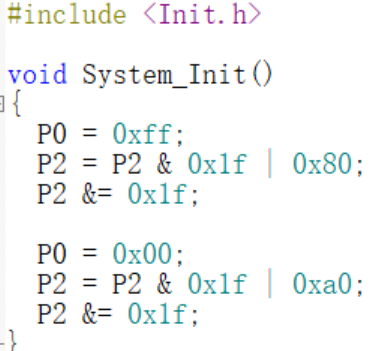 #include <Init.h>
void System_Init()
{
P0 = 0xff;
P2 = P2 & 0x1f | 0x80;
P2 &= 0x1f;
P0 = 0x00;
P2 = P2 & 0x1f | 0xa0;
P2 &= 0x1f;
}